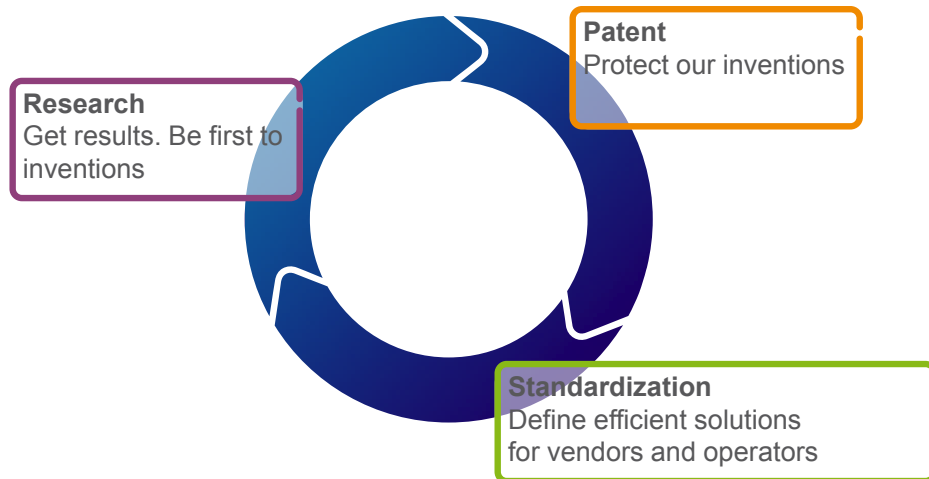 Patent
Protect our inventions
Research
Get results. Be first to
inventions
Standardization
Define efficient solutions
for vendors and operators